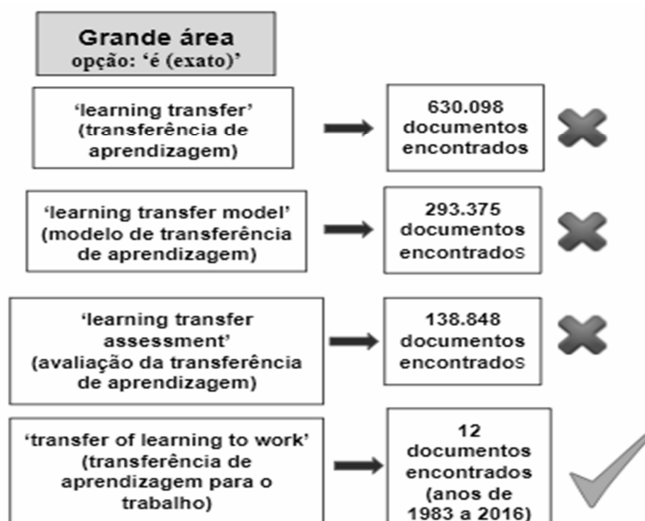 Grande área
opção: 'é (exato)'
'learning transfer'
(transferência de
aprendizagem)
630.098
documentos
encontrados
'learning transfer model'
(modelo de transferência
de aprendizagem)
293.375
documentos
encontrados
'learning transfer
assessment'
(avaliação da transferência
de aprendizagem)
138.848
documentos
encontrados
'transfer of learning to work'
(transferência de
aprendizagem para o
trabalho)
12
documentos
encontrados
(anos de
1983 a 2016)